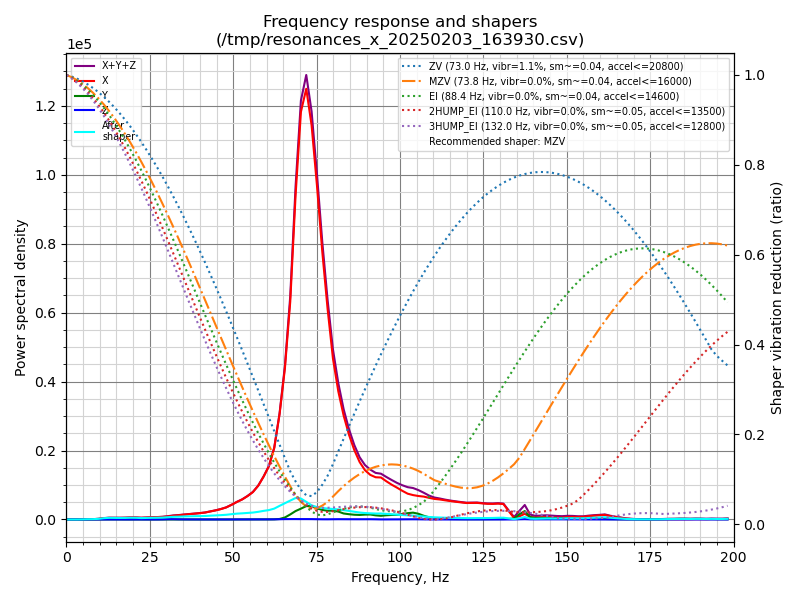 Frequency response and shapers
(/tmp/resonances_x_20250203_163930.csv)
1e5
X+Y+Z
X
Y
Z
After
shaper
ZV (73.0 Hz, vibr=1.1%, sm~=0.04, accel<=20800)
MZV (73.8 Hz, vibr=0.0%, sm~=0.04, accel<=16000)
EI (88.4 Hz, vibr=0.0%, sm~=0.04, accel<=14600)
2HUMP_EI (110.0 Hz, vibr=0.0%, sm~=0.05, accel<=13500)
3HUMP_EI (132.0 Hz, vibr=0.0%, sm~=0.05, accel<=12800)
Recommended shaper: MZV
1.2
1.0
0.8
0.6
0.4
0.2
0.0
Power spectral density
1.0
0.8
0.6
0.4
0.2
0.0
Shaper vibration reduction (ratio)
0 25 50 75 100 125 150 175 200
Frequency, Hz